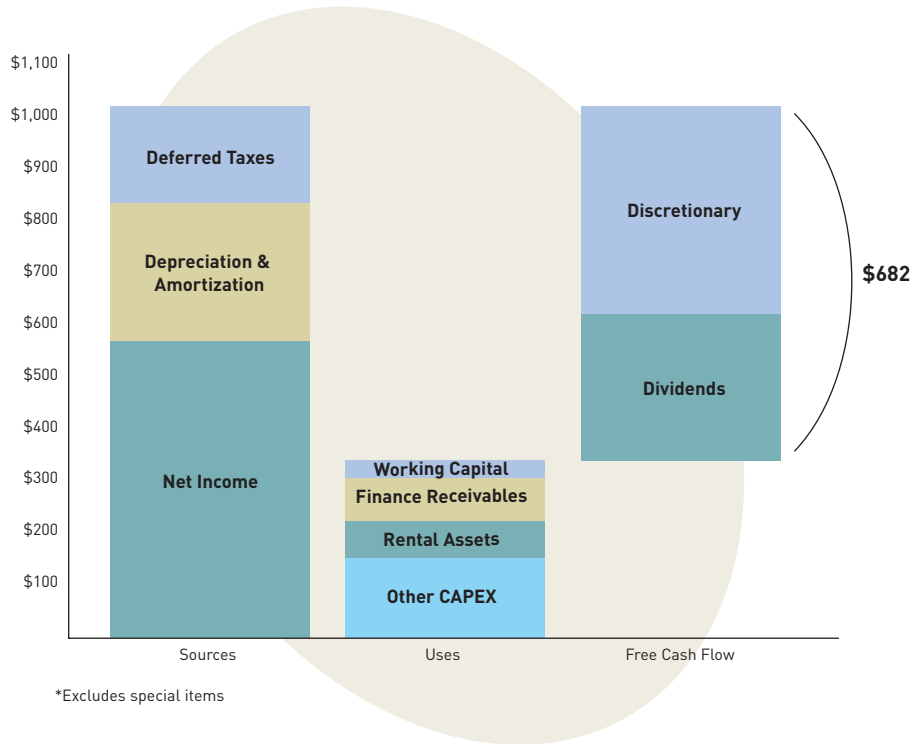 $1,100
$1,000
$900
$800
$700
$600
$500
$400
$300
$200
$100
Deferred Taxes
Depreciation &
Amortization
Net Income
Working Capital
Finance Receivables
Rental Assets
Other CAPEX
Discretionary
Dividends
$682
Sources
Uses
Free Cash Flow
*Excludes special items